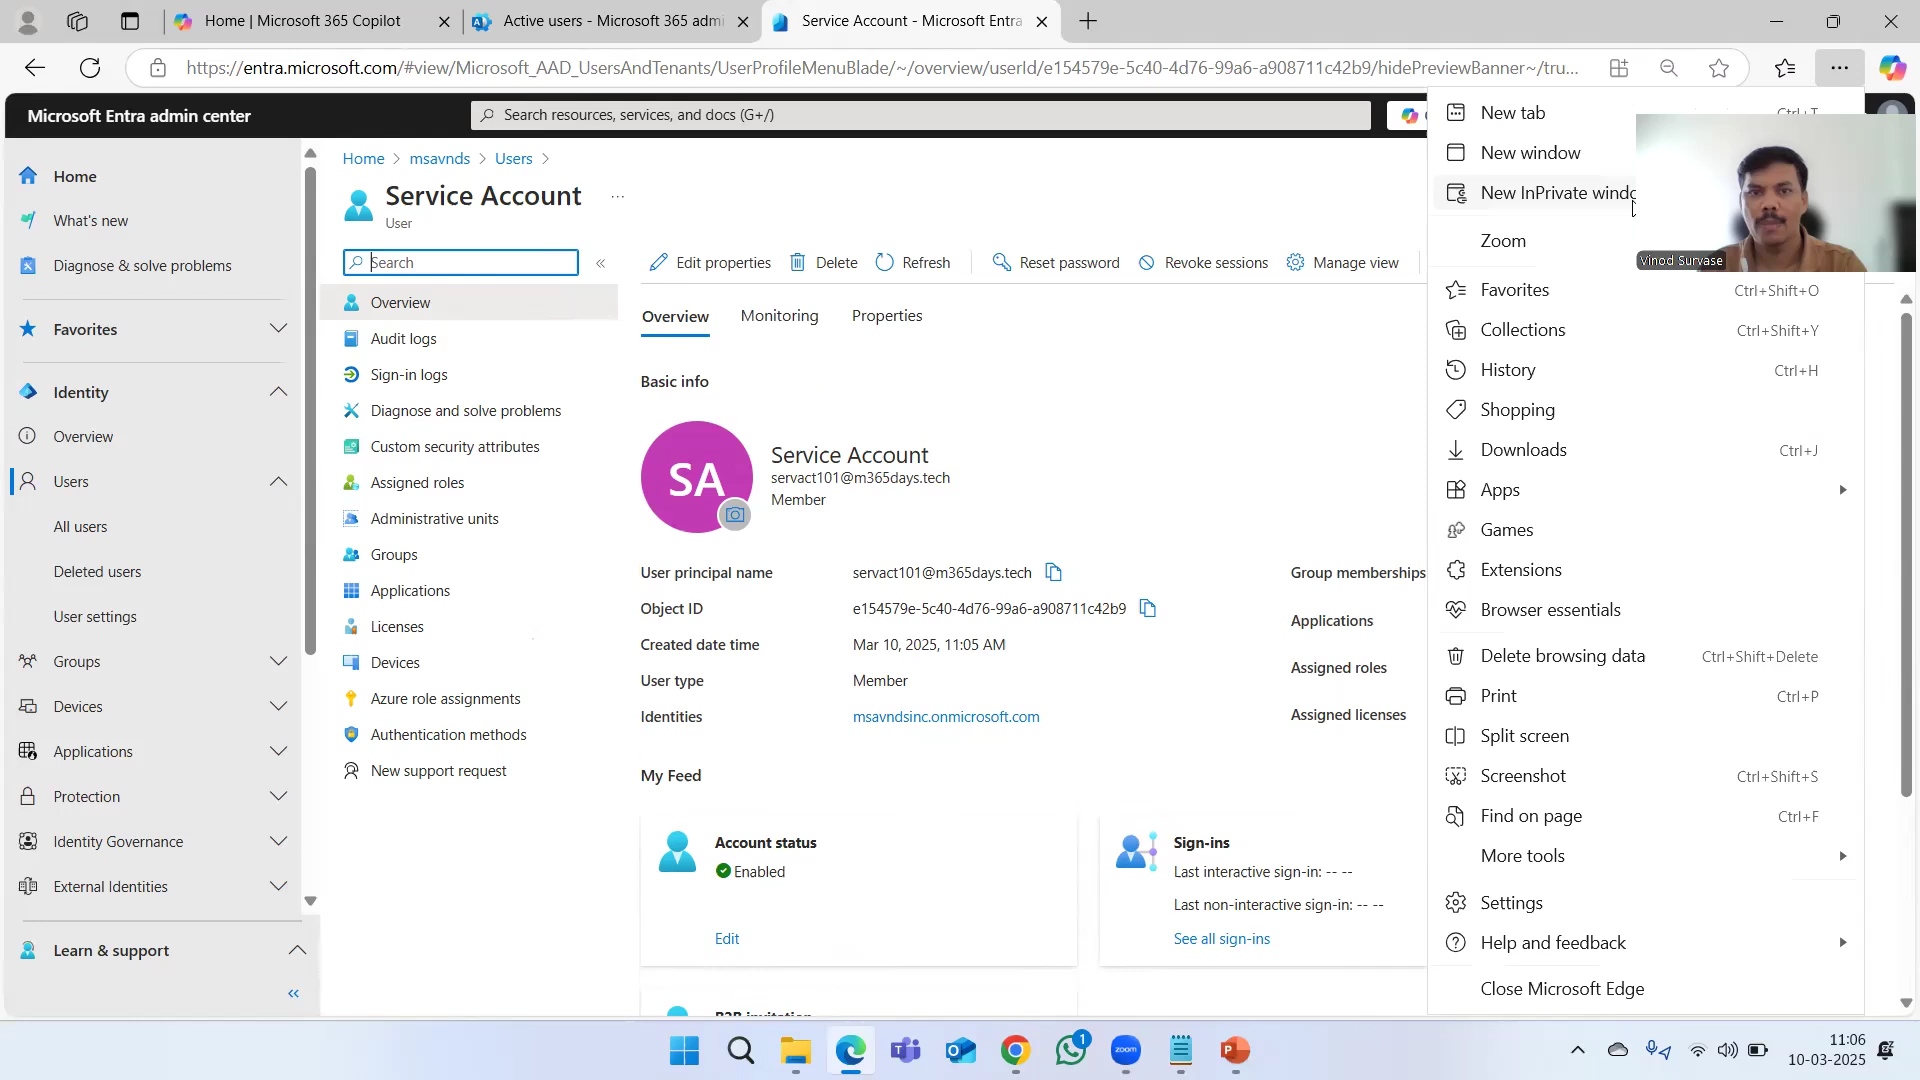 Home | Microsoft 365 Copilot
Active users - Microsoft 365 admi
Service Account - Microsoft Entra
https://entra.microsoft.com/#view/Microsoft_AAD_UsersAndTenants/UserProfileMenuBlade/~/overview/userId/e154579e-5c40-4d76-99a6-a908711c42b9/hidePreviewBanner~/tru...
Microsoft Entra admin center
Search resources, services, and docs (G+/)
Home
What's new
Diagnose & solve problems
Favorites
Identity
Overview
Users
All users
Deleted users
User settings
Groups
Devices
Applications
Protection
Identity Governance
External Identities
Learn & support
Home > msavnds > Users >
Service Account
User
Search
Overview
Audit logs
Sign-in logs
Diagnose and solve problems
Custom security attributes
Assigned roles
Administrative units
Groups
Applications
Licenses
Devices
Azure role assignments
Authentication methods
New support request
Edit properties
Delete
Refresh
Reset password
Revoke sessions
Manage view
Overview
Monitoring
Properties
Basic info
SA
Service Account
servact101@m365days.tech
Member
User principal name servact101@m365days.tech
Object ID e154579e-5c40-4d76-99a6-a908711c42b9
Created date time Mar 10, 2025, 11:05 AM
User type Member
Identities msavndsinc.onmicrosoft.com
Group memberships
Applications
Assigned roles
Assigned licenses
My Feed
Account status
Enabled
Edit
Sign-ins
Last interactive sign-in: -- --
Last non-interactive sign-in: -- --
See all sign-ins
B2B invitation
New tab Ctrl+T
New window
New InPrivate windo
Zoom
Favorites Ctrl+Shift+O
Collections Ctrl+Shift+Y
History Ctrl+H
Shopping
Downloads Ctrl+J
Apps
Games
Extensions
Browser essentials
Delete browsing data Ctrl+Shift+Delete
Print Ctrl+P
Split screen
Screenshot Ctrl+Shift+S
Find on page Ctrl+F
More tools
Settings
Help and feedback
Close Microsoft Edge
Vinod Survase
1
zoom
11:06
10-03-2025